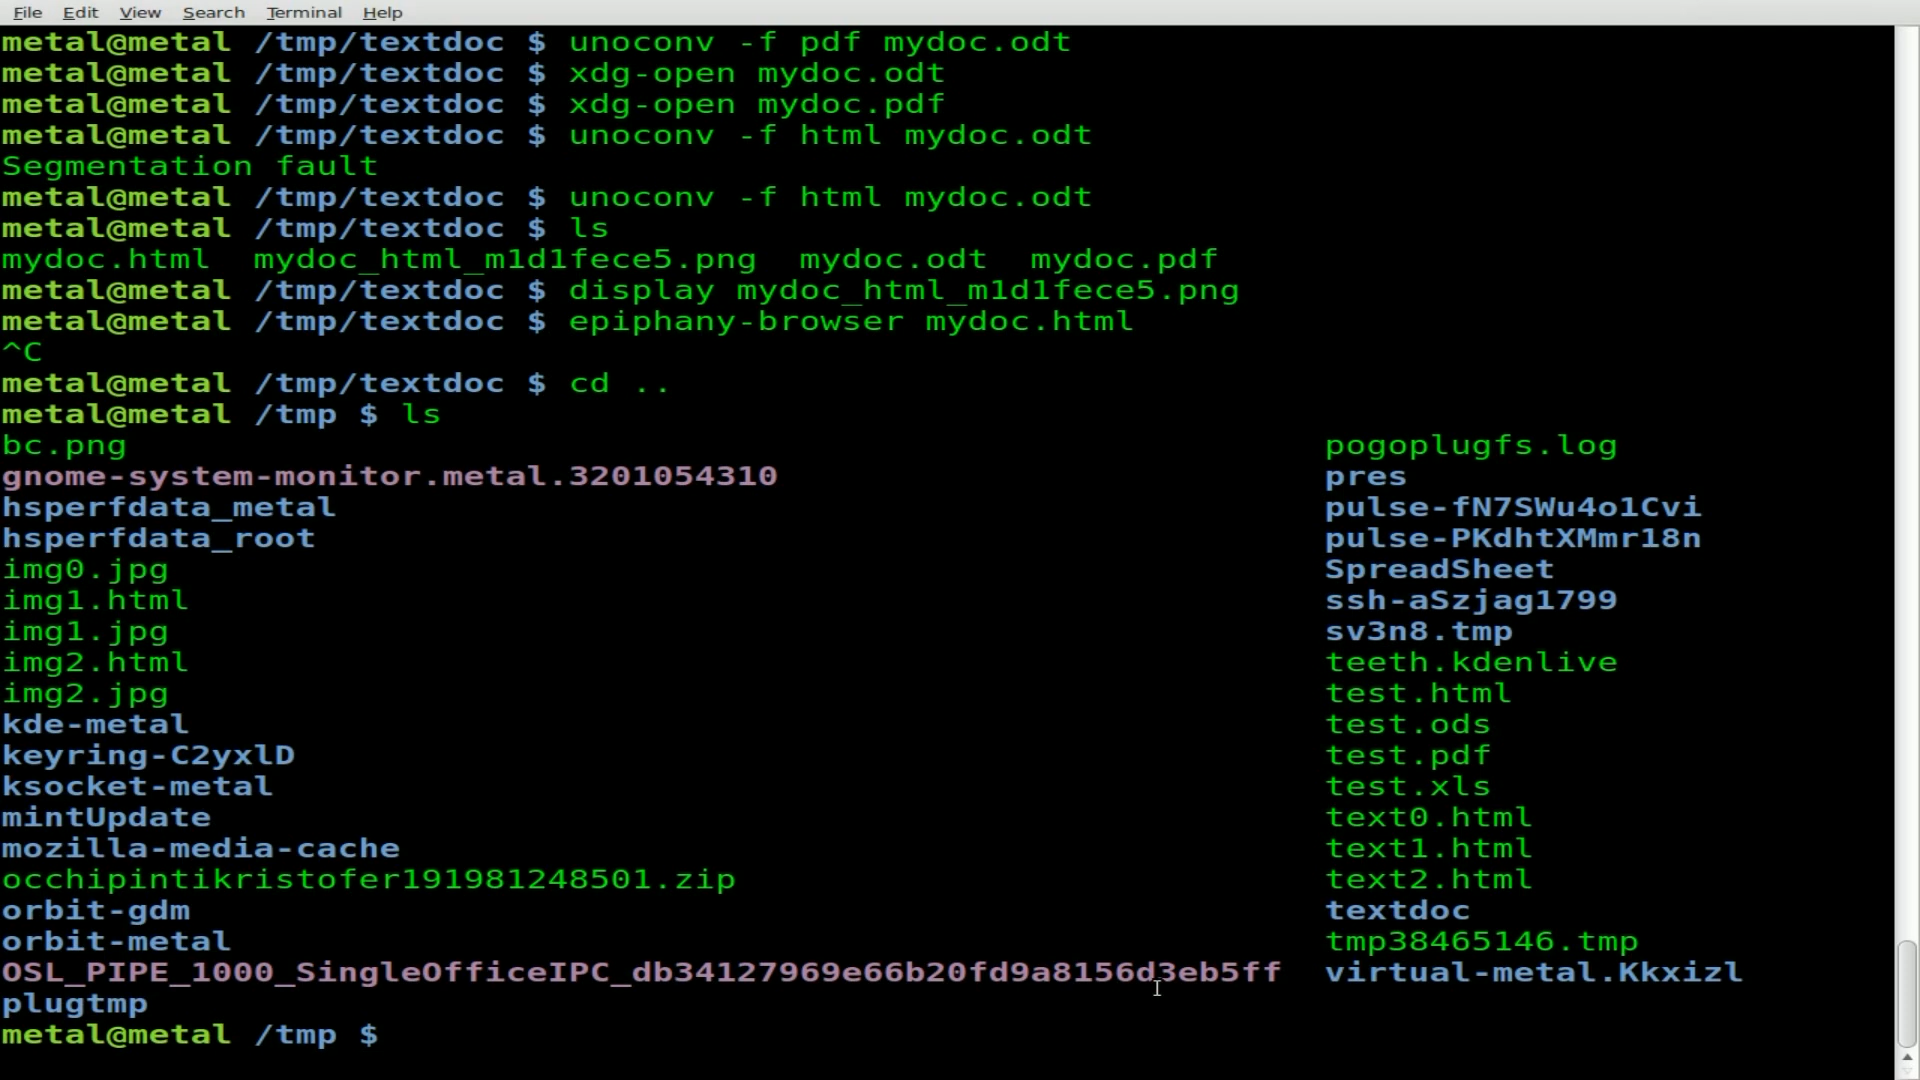 File Edit View Search Terminal Help
metal@metal /tmp/textdoc $ unoconv -f pdf mydoc.odt
metal@metal /tmp/textdoc $ xdg-open mydoc.odt
metal@metal /tmp/textdoc $ xdg-open mydoc.pdf
metal@metal /tmp/textdoc $ unoconv -f html mydoc.odt
Segmentation fault
metal@metal /tmp/textdoc $ unoconv -f html mydoc.odt
metal@metal /tmp/textdoc $ ls
mydoc.html  mydoc_html_m1d1fece5.png  mydoc.odt  mydoc.pdf
metal@metal /tmp/textdoc $ display mydoc_html_m1d1fece5.png
metal@metal /tmp/textdoc $ epiphany-browser mydoc.html
^C
metal@metal /tmp/textdoc $ cd ..
metal@metal /tmp $ ls
bc.png  pogoplugfs.log
gnome-system-monitor.metal.3201054310  pres
hsperfdata_metal  pulse-fN7SWu4o1Cvi
hsperfdata_root  pulse-PKdhtXMmr18n
img0.jpg  SpreadSheet
img1.html  ssh-aSzjag1799
img1.jpg  sv3n8.tmp
img2.html  teeth.kdenlive
img2.jpg  test.html
kde-metal  test.ods
keyring-C2yxlD  test.pdf
ksocket-metal  test.xls
mintUpdate  text0.html
mozilla-media-cache  text1.html
occhipintikristofer191981248501.zip  text2.html
orbit-gdm  textdoc
orbit-metal  tmp38465146.tmp
OSL_PIPE_1000_SingleOfficeIPC_db34127969e66b20fd9a8156d3eb5ff  virtual-metal.Kkxizl
plugtmp
metal@metal /tmp $